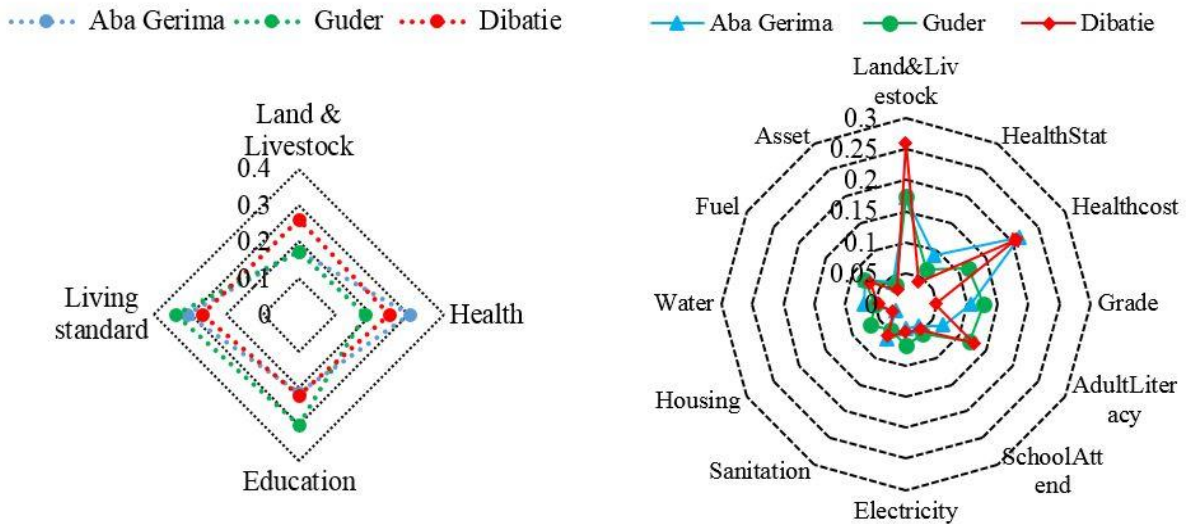 Aba Gerima Guder Dibatie
Land &
Livestock
0.4
0.3
0.2
0.1
0
Living
standard
Health
Education
Aba Gerima Guder Dibatie
Land&Liv
estock
0.3
0.25
0.2
0.15
0.1
0.05
0
HealthStat
Healthcost
Grade
AdultLiter
acy
SchoolAtt
end
Electricity
Sanitation
Housing
Water
Fuel
Asset